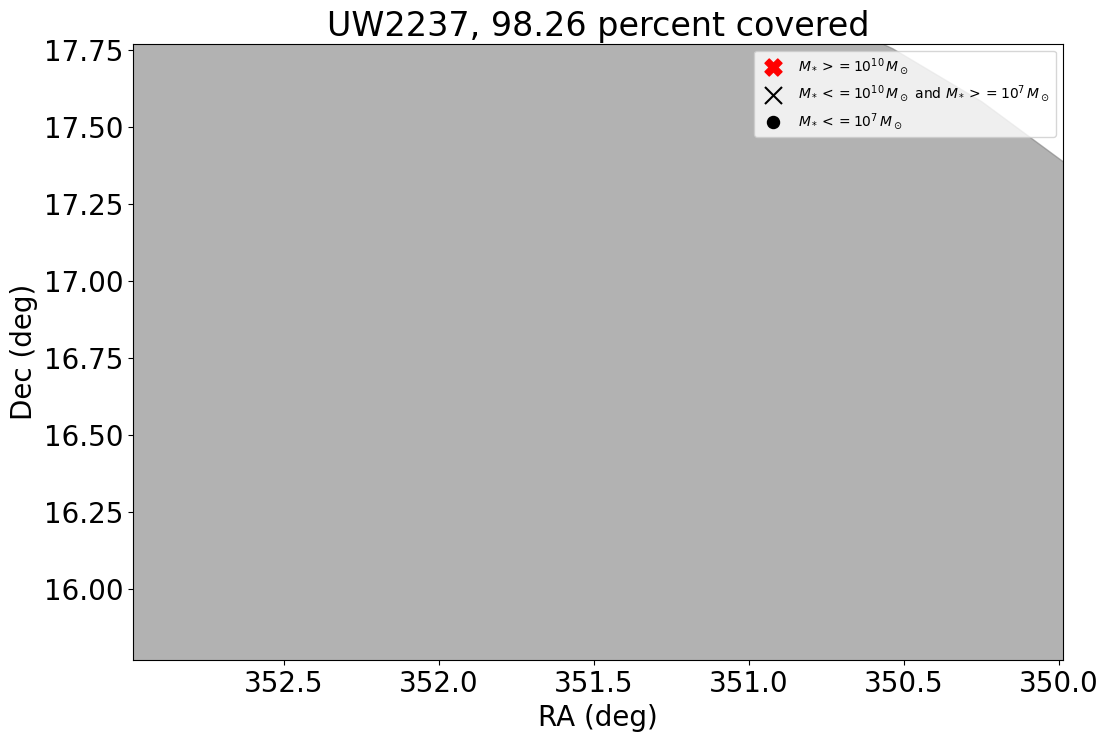 UW2237, 98.26 percent covered
17.75
17.50
17.25
17.00
16.75
16.50
16.25
16.00
Dec (deg)
M* >= 10^10 M⊙
M* <= 10^10 M⊙ and M* >= 10^7 M⊙
M* <= 10^7 M⊙
352.5 352.0 351.5 351.0 350.5 350.0
RA (deg)